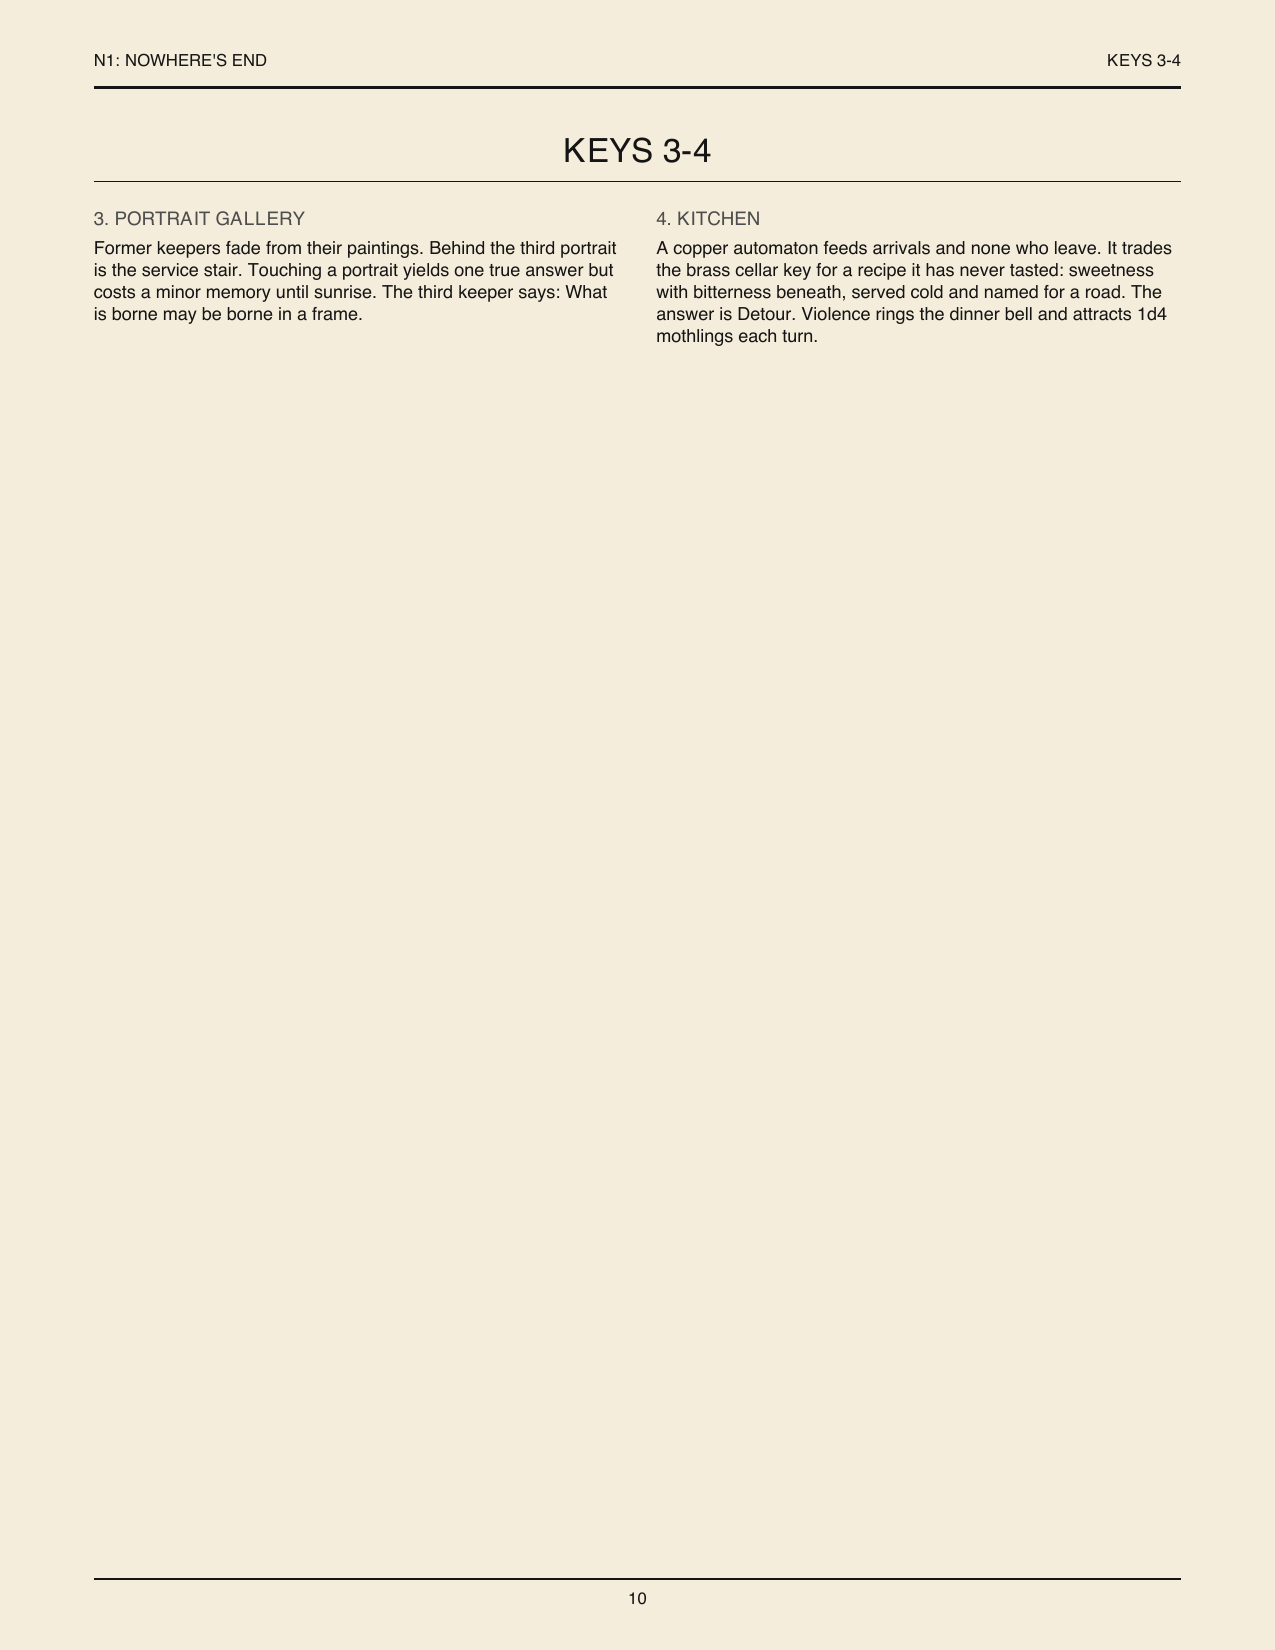 N1: NOWHERE'S END
KEYS 3-4
KEYS 3-4
3. PORTRAIT GALLERY
Former keepers fade from their paintings. Behind the third portrait
is the service stair. Touching a portrait yields one true answer but
costs a minor memory until sunrise. The third keeper says: What
is borne may be borne in a frame.
4. KITCHEN
A copper automaton feeds arrivals and none who leave. It trades
the brass cellar key for a recipe it has never tasted: sweetness
with bitterness beneath, served cold and named for a road. The
answer is Detour. Violence rings the dinner bell and attracts 1d4
mothlings each turn.
10